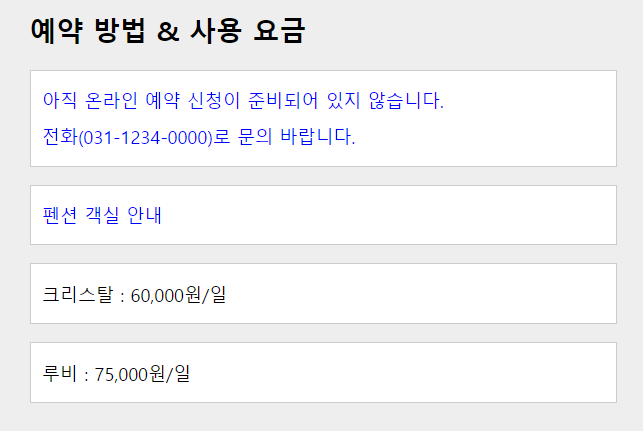 예약 방법 & 사용 요금
아직 온라인 예약 신청이 준비되어 있지 않습니다.
전화(031-1234-0000)로 문의 바랍니다.
펜션 객실 안내
크리스탈 : 60,000원/일
루비 : 75,000원/일